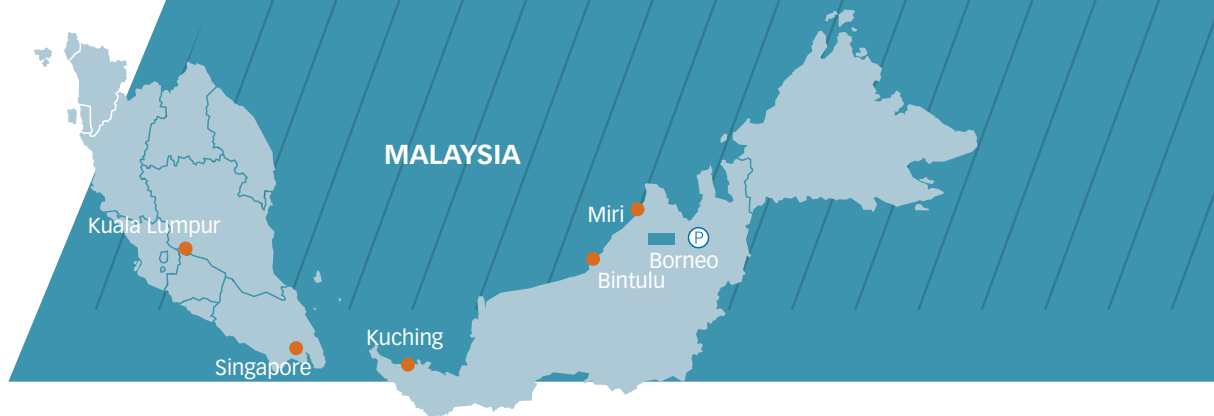 MALAYSIA
Kuala Lumpur
Miri
P
Borneo
Bintulu
Kuching
Singapore